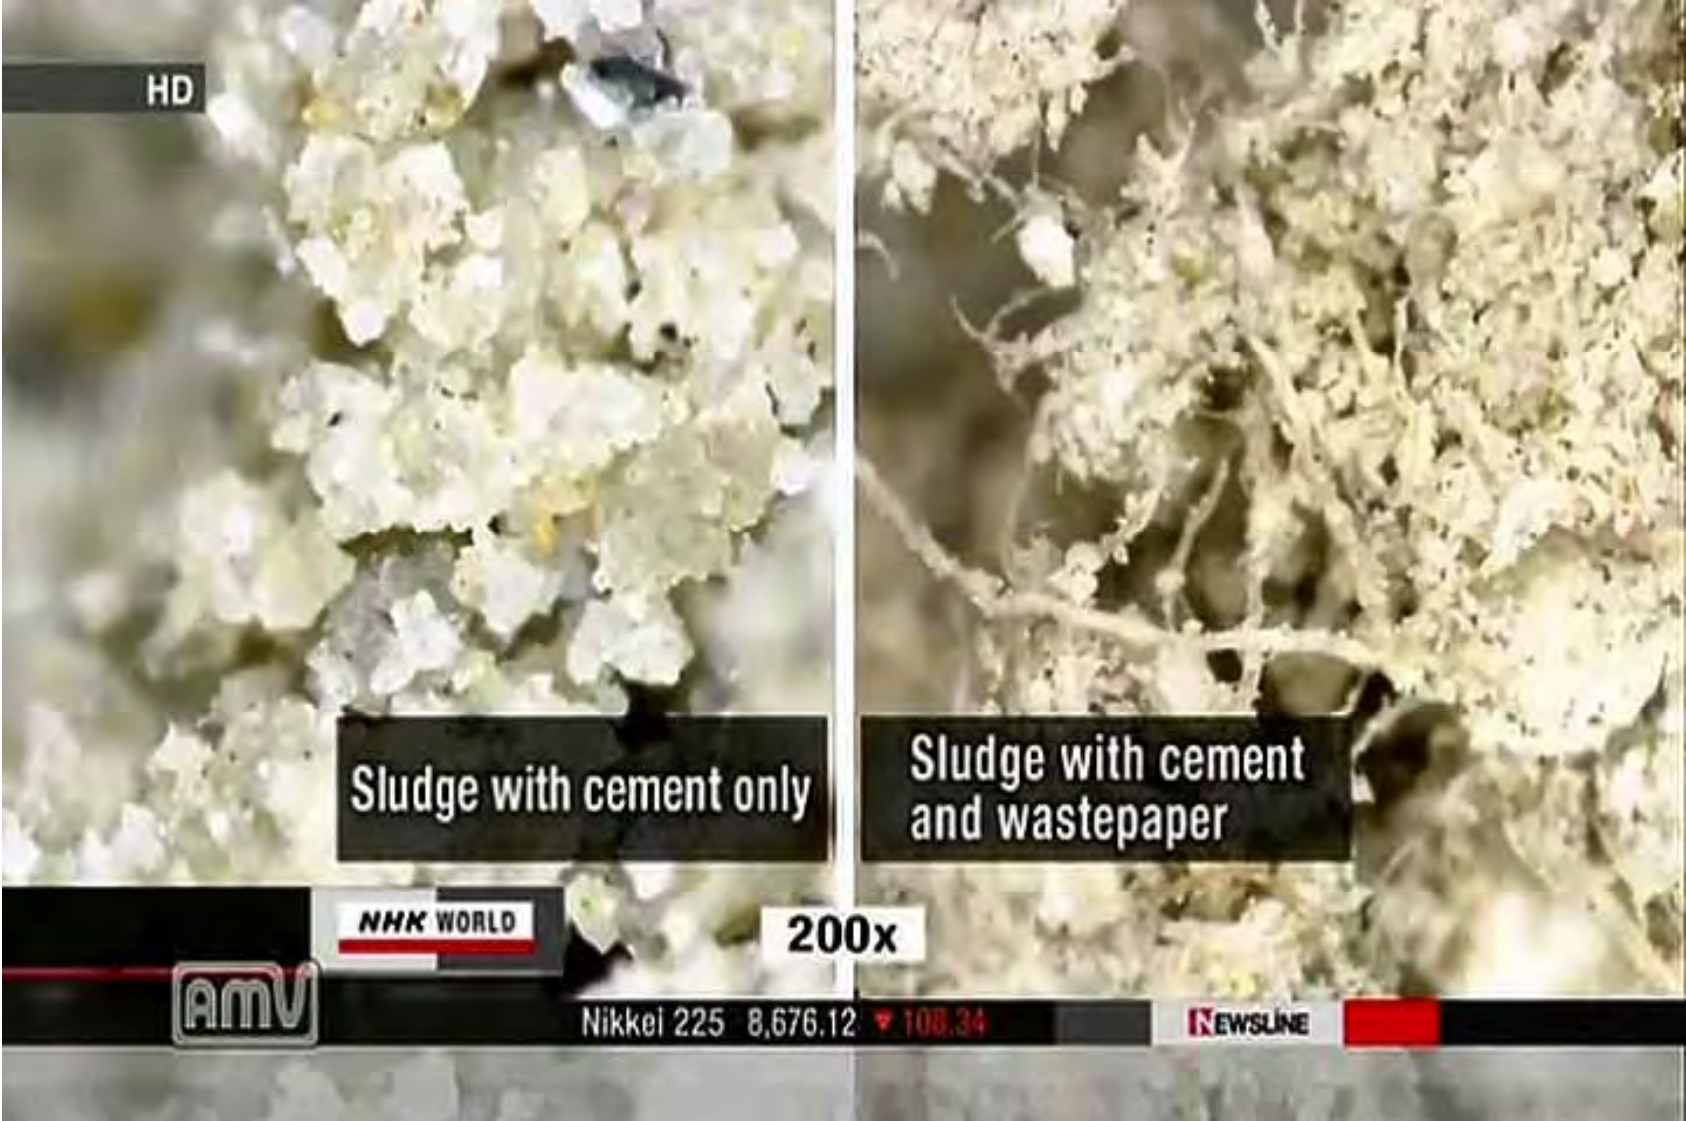 HD
Sludge with cement only
Sludge with cement
and wastepaper
NHK WORLD
200x
AMV
Nikkei 225 8,676.12 ▼ 108.34
NEWSLINE